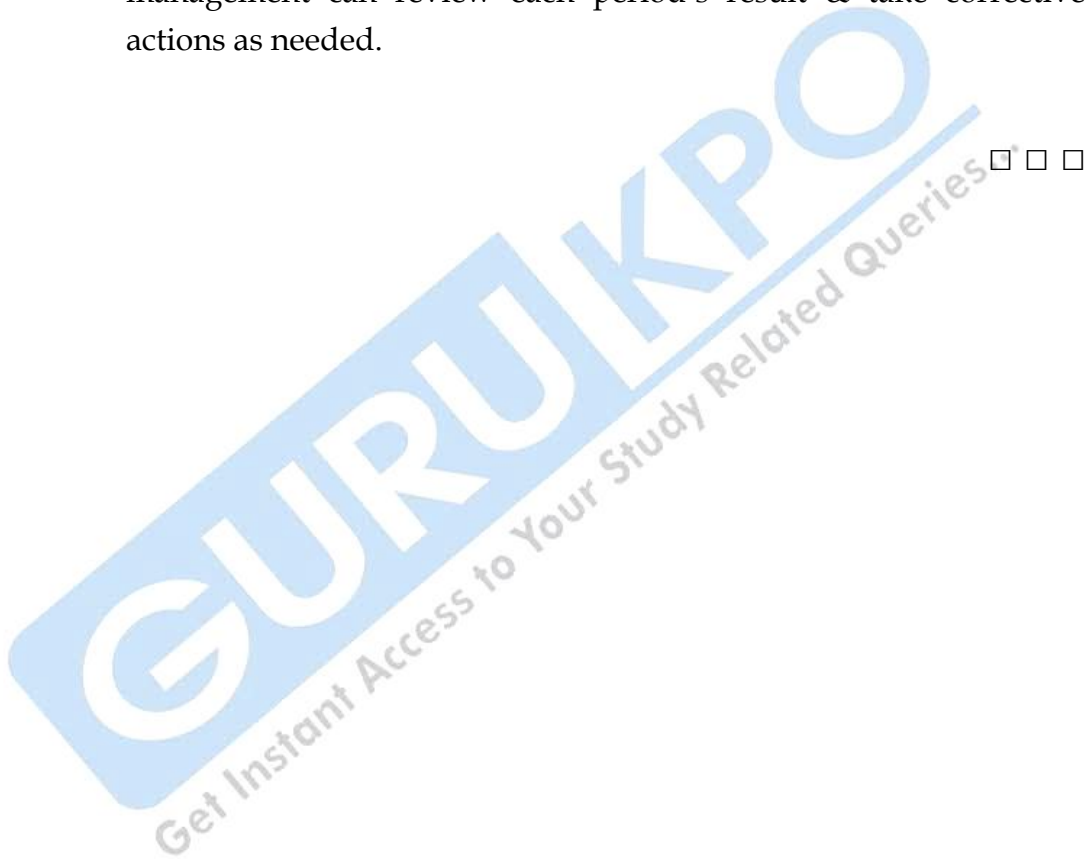 management can review each period's result & take corrective
actions as needed.
□ □ □
GURUKPO
Get Instant Access to Your Study Related Queries...